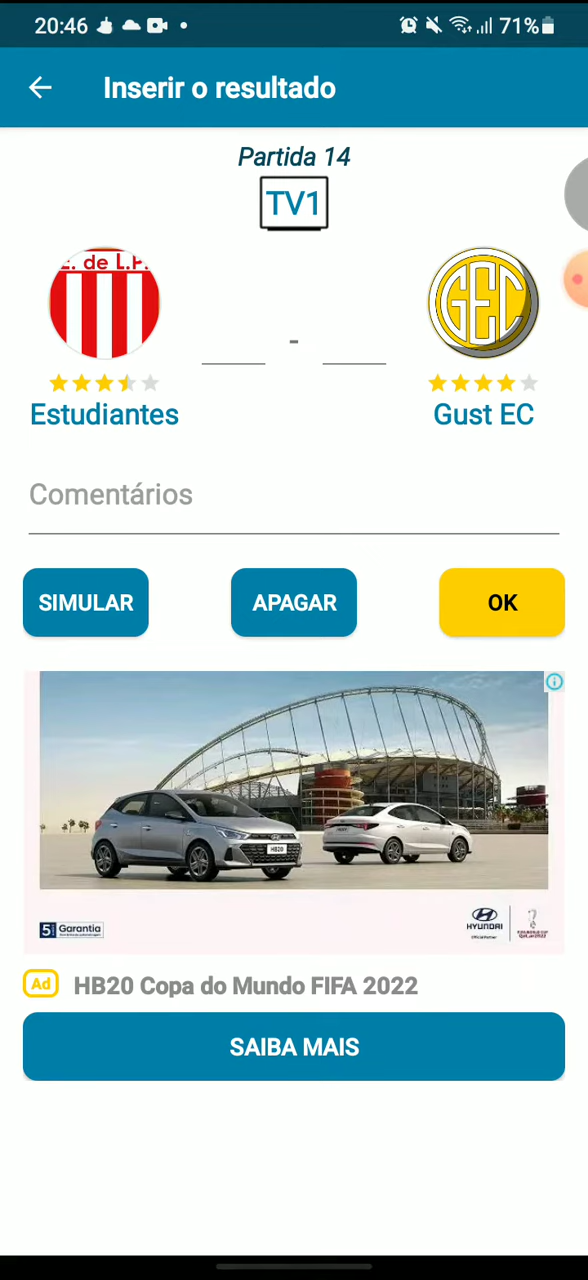 20:46
71%
Inserir o resultado
Partida 14
TV1
E. de L.P.
GEC
-
Estudiantes
Gust EC
Comentários
SIMULAR
APAGAR
OK
HB20
5 Garantia
HYUNDAI
Ad
HB20 Copa do Mundo FIFA 2022
SAIBA MAIS